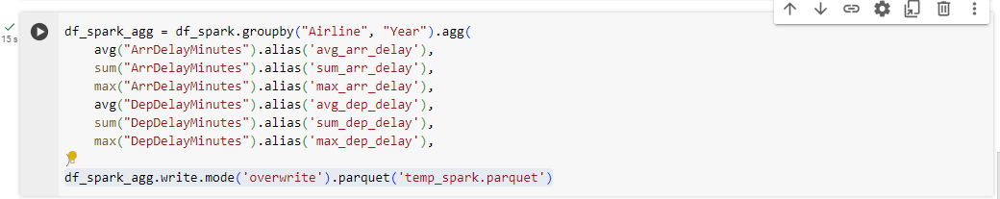 df_spark_agg = df_spark.groupby("Airline", "Year").agg(
15 s
    avg("ArrDelayMinutes").alias('avg_arr_delay'),
    sum("ArrDelayMinutes").alias('sum_arr_delay'),
    max("ArrDelayMinutes").alias('max_arr_delay'),
    avg("DepDelayMinutes").alias('avg_dep_delay'),
    sum("DepDelayMinutes").alias('sum_dep_delay'),
    max("DepDelayMinutes").alias('max_dep_delay'),
)
df_spark_agg.write.mode('overwrite').parquet('temp_spark.parquet')